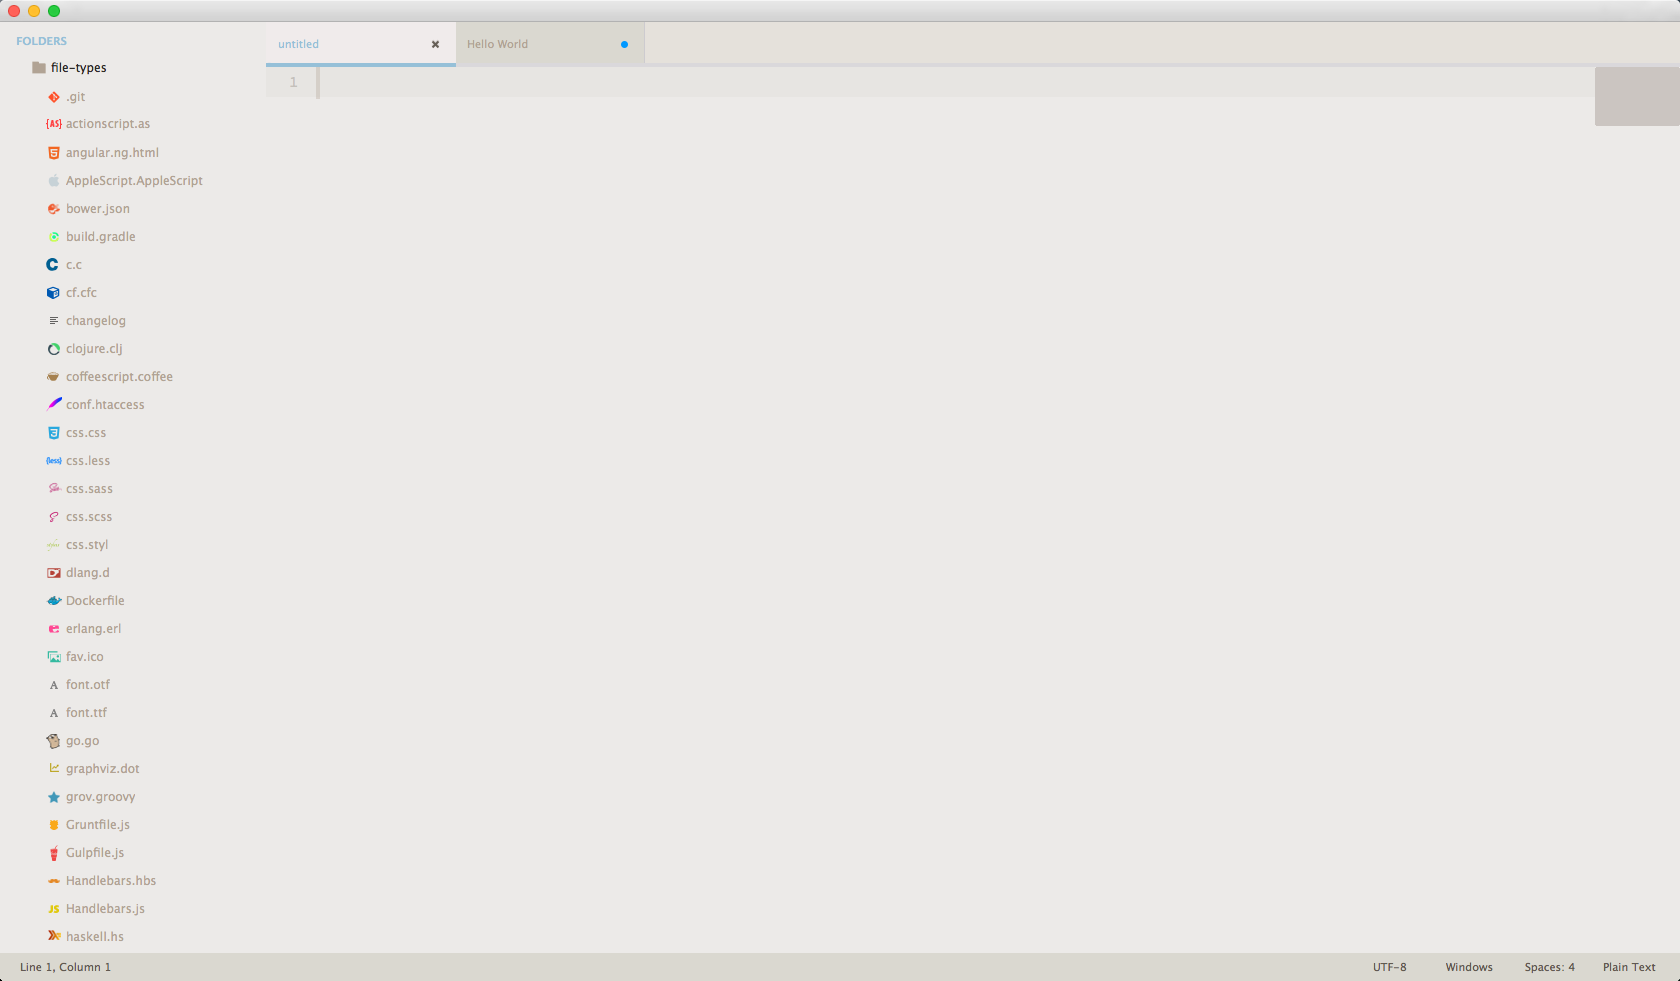 FOLDERS
file-types
.git
{AS} actionscript.as
angular.ng.html
AppleScript.AppleScript
bower.json
build.gradle
c.c
cf.cfc
changelog
clojure.clj
coffeescript.coffee
conf.htaccess
css.css
{less} css.less
css.sass
css.scss
css.styl
dlang.d
Dockerfile
erlang.erl
fav.ico
A font.otf
A font.ttf
go.go
graphviz.dot
grov.groovy
Gruntfile.js
Gulpfile.js
Handlebars.hbs
JS Handlebars.js
haskell.hs
untitled
Hello World
1
Line 1, Column 1
UTF-8
Windows
Spaces: 4
Plain Text